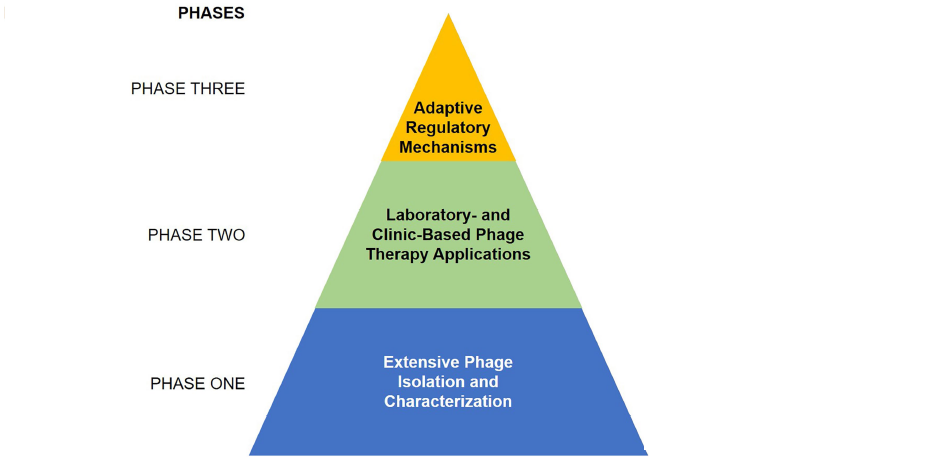 PHASES
PHASE THREE
Adaptive
Regulatory
Mechanisms
PHASE TWO
Laboratory- and
Clinic-Based Phage
Therapy Applications
PHASE ONE
Extensive Phage
Isolation and
Characterization